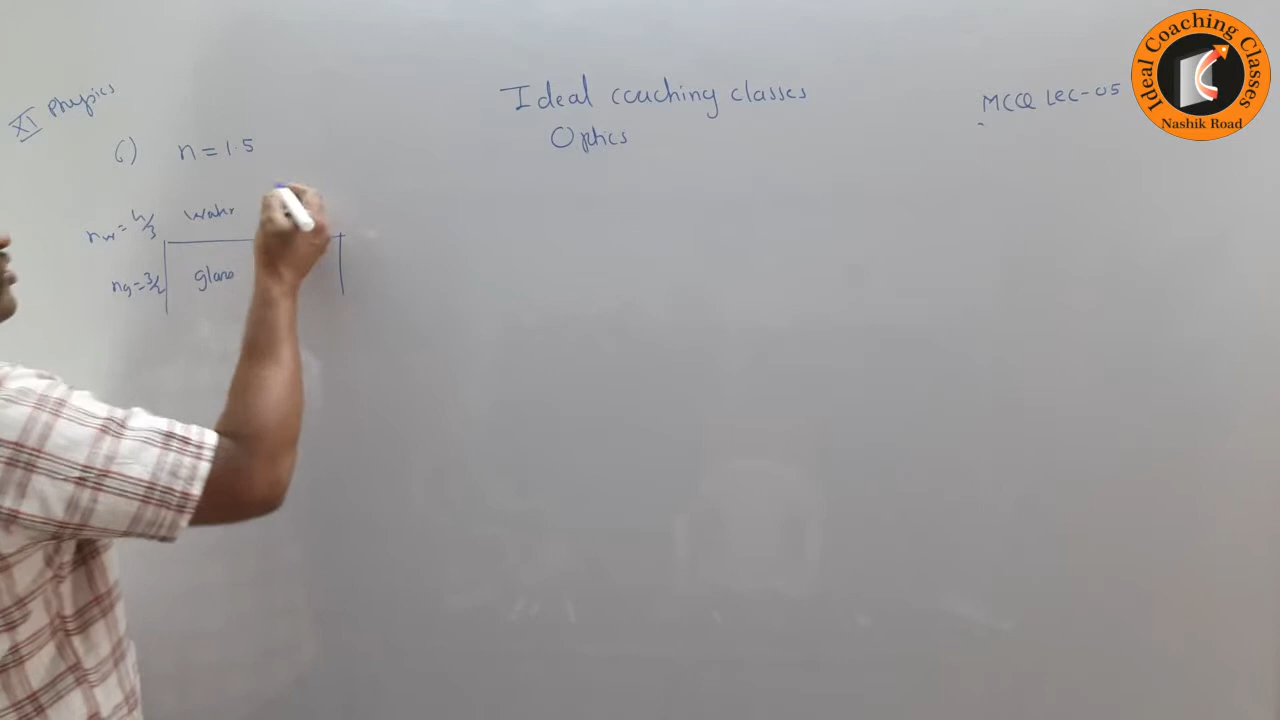 XI Physics
Ideal coaching classes
Optics
MCQ Lec-05
6) n = 1.5
nw = 4/3 water
ng = 3/2 glass
Ideal Coaching Classes
Nashik Road